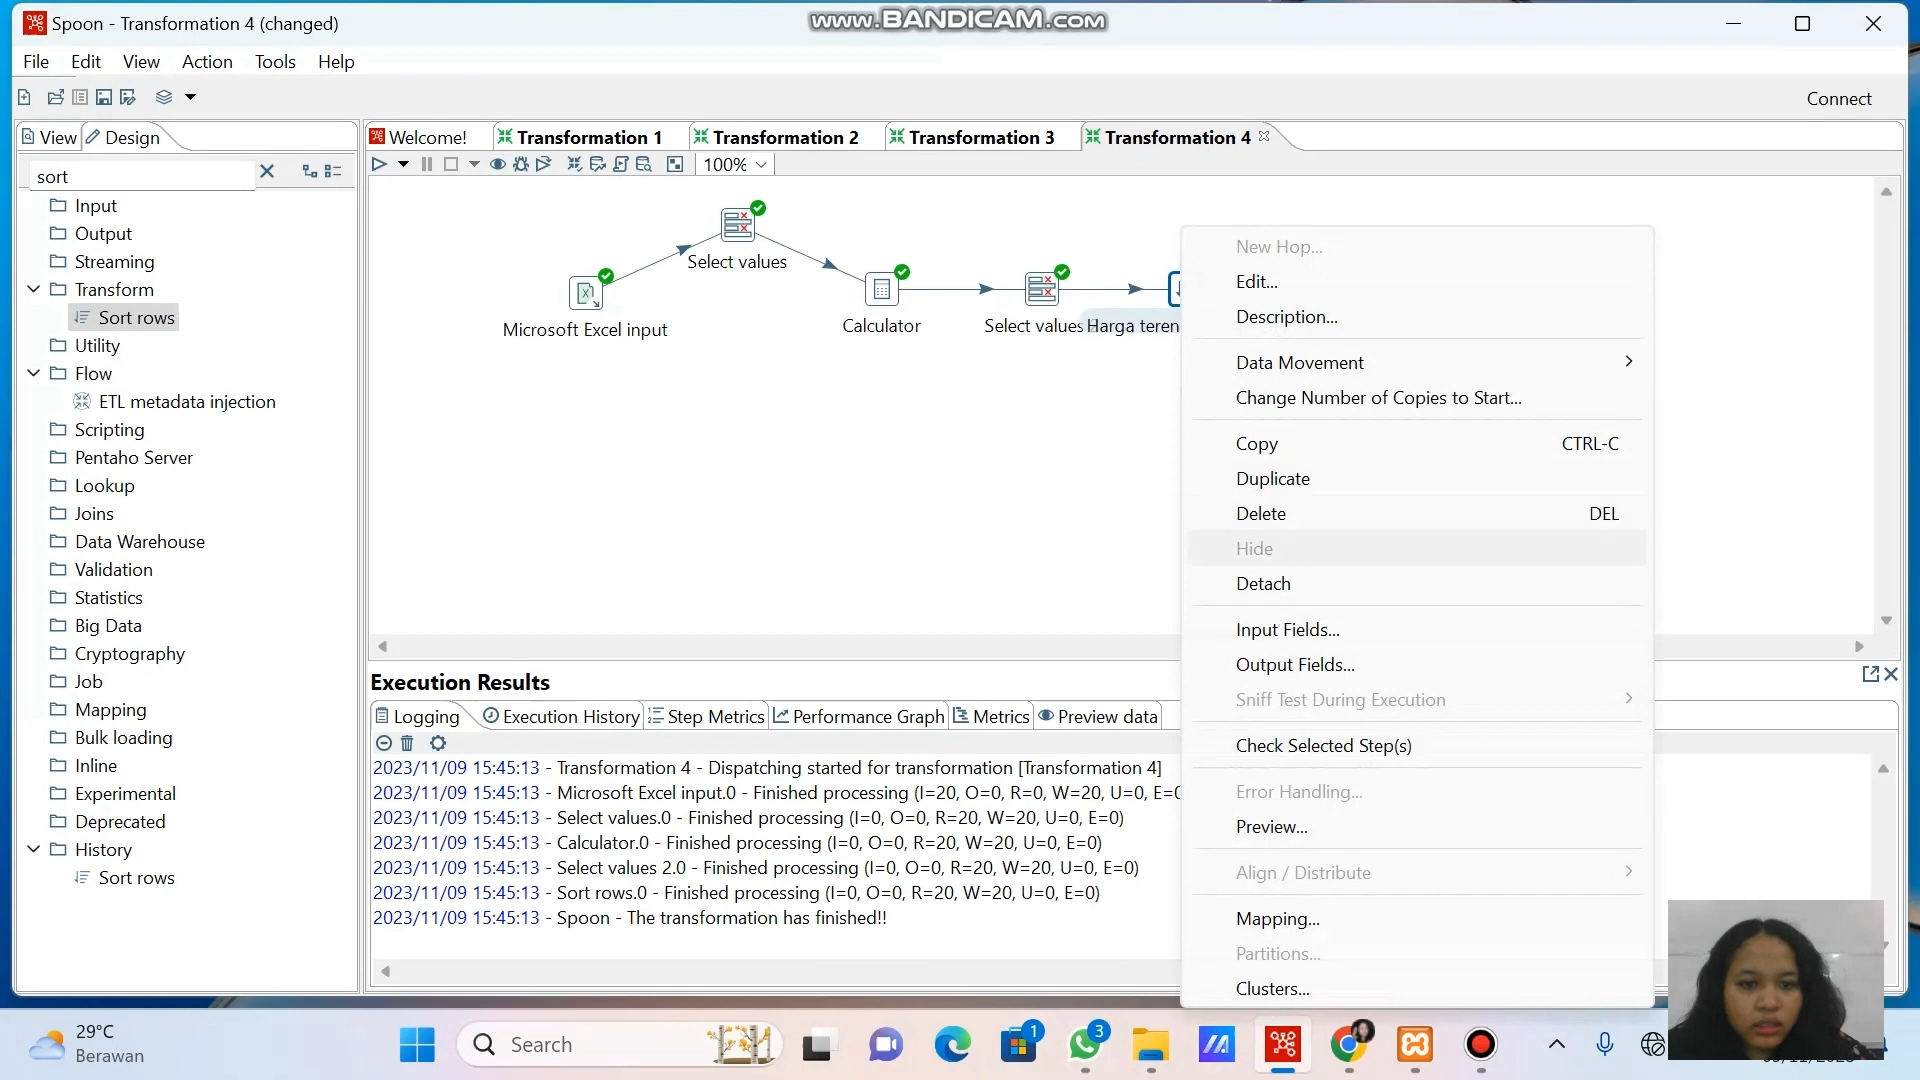 Spoon - Transformation 4 (changed)
www.BANDICAM.com
File Edit View Action Tools Help
Connect
View Design
Welcome! Transformation 1 Transformation 2 Transformation 3 Transformation 4
sort
100%
Input
Output
Streaming
Transform
Sort rows
Utility
Flow
ETL metadata injection
Scripting
Pentaho Server
Lookup
Joins
Data Warehouse
Validation
Statistics
Big Data
Cryptography
Job
Mapping
Bulk loading
Inline
Experimental
Deprecated
History
Sort rows
Select values
Microsoft Excel input
Calculator
Select values
Harga teren
New Hop...
Edit...
Description...
Data Movement
Change Number of Copies to Start...
Copy CTRL-C
Duplicate
Delete DEL
Hide
Detach
Input Fields...
Output Fields...
Sniff Test During Execution
Check Selected Step(s)
Error Handling...
Preview...
Align / Distribute
Mapping...
Partitions...
Clusters...
Execution Results
Logging Execution History Step Metrics Performance Graph Metrics Preview data
2023/11/09 15:45:13 - Transformation 4 - Dispatching started for transformation [Transformation 4]
2023/11/09 15:45:13 - Microsoft Excel input.0 - Finished processing (I=20, O=0, R=0, W=20, U=0, E=0
2023/11/09 15:45:13 - Select values.0 - Finished processing (I=0, O=0, R=20, W=20, U=0, E=0)
2023/11/09 15:45:13 - Calculator.0 - Finished processing (I=0, O=0, R=20, W=20, U=0, E=0)
2023/11/09 15:45:13 - Select values 2.0 - Finished processing (I=0, O=0, R=20, W=20, U=0, E=0)
2023/11/09 15:45:13 - Sort rows.0 - Finished processing (I=0, O=0, R=20, W=20, U=0, E=0)
2023/11/09 15:45:13 - Spoon - The transformation has finished!!
29°C
Berawan
Search
1
3